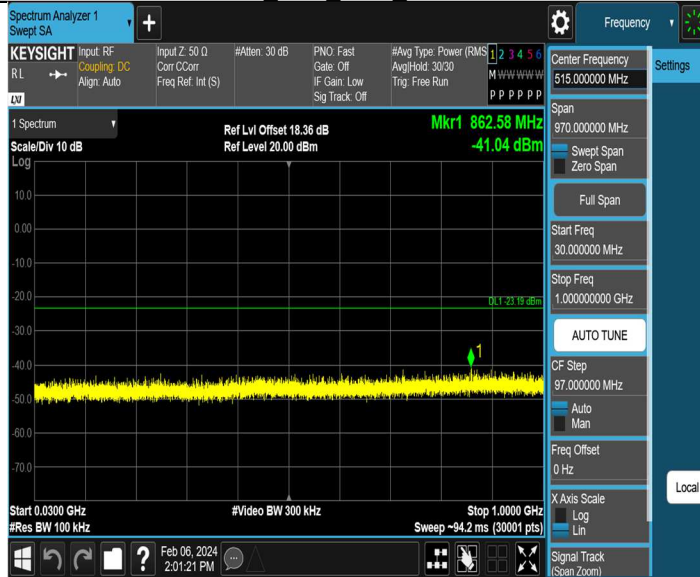 Spectrum Analyzer 1
Swept SA
Frequency
KEYSIGHT
RL
LXI
Input: RF
Coupling: DC
Align: Auto
Input Z: 50 Ω
Corr CCorr
Freq Ref: Int (S)
#Atten: 30 dB
PNO: Fast
Gate: Off
IF Gain: Low
Sig Track: Off
#Avg Type: Power (RMS
Avg|Hold: 30/30
Trig: Free Run
1 2 3 4 5 6
M W W W W W
P P P P P P
Center Frequency
515.000000 MHz
Settings
1 Spectrum
Scale/Div 10 dB
Ref Lvl Offset 18.36 dB
Ref Level 20.00 dBm
Mkr1 862.58 MHz
-41.04 dBm
Span
970.000000 MHz
Swept Span
Zero Span
Full Span
Start Freq
30.000000 MHz
Stop Freq
1.000000000 GHz
AUTO TUNE
CF Step
97.000000 MHz
Auto
Man
Freq Offset
0 Hz
X Axis Scale
Log
Lin
Signal Track
(Span Zoom)
Local
Log
10.0
0.00
-10.0
-20.0
-30.0
-40.0
-50.0
-60.0
-70.0
DL1 -23.19 dBm
1
Start 0.0300 GHz
#Res BW 100 kHz
#Video BW 300 kHz
Stop 1.0000 GHz
Sweep ~94.2 ms (30001 pts)
?
Feb 06, 2024
2:01:21 PM